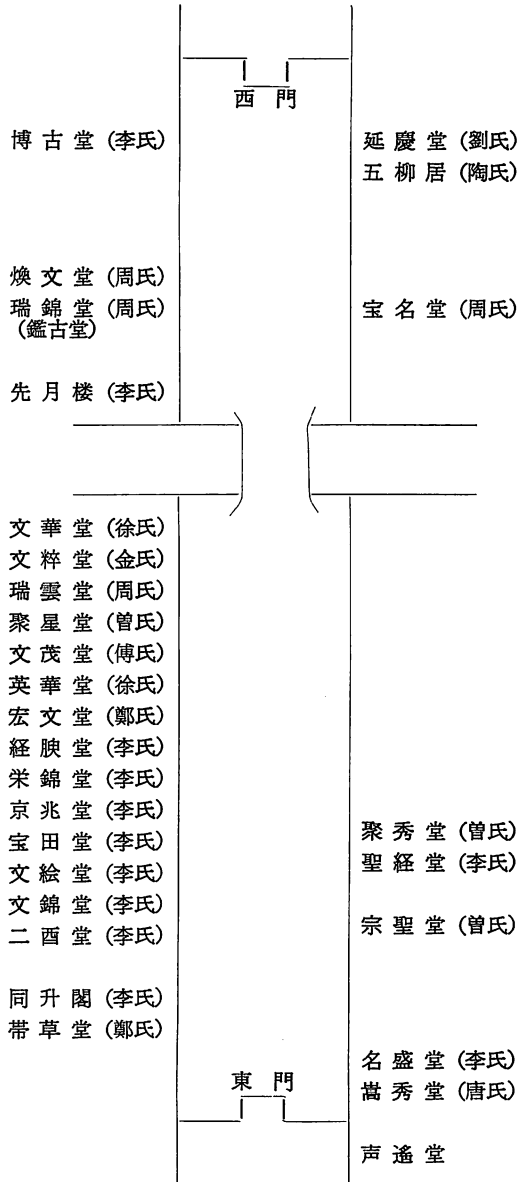 西門
博古堂(李氏)
延慶堂(劉氏)
五柳居(陶氏)
煥文堂(周氏)
瑞錦堂(周氏)
(鑑古堂)
宝名堂(周氏)
先月楼(李氏)
文華堂(徐氏)
文粹堂(金氏)
瑞雲堂(周氏)
聚星堂(曽氏)
文茂堂(傅氏)
英華堂(徐氏)
宏文堂(鄭氏)
経腴堂(李氏)
栄錦堂(李氏)
京兆堂(李氏)
宝田堂(李氏)
文絵堂(李氏)
文錦堂(李氏)
二酉堂(李氏)
同升閣(李氏)
帯草堂(鄭氏)
聚秀堂(曽氏)
聖経堂(李氏)
宗聖堂(曽氏)
名盛堂(李氏)
嵩秀堂(唐氏)
東門
声遙堂